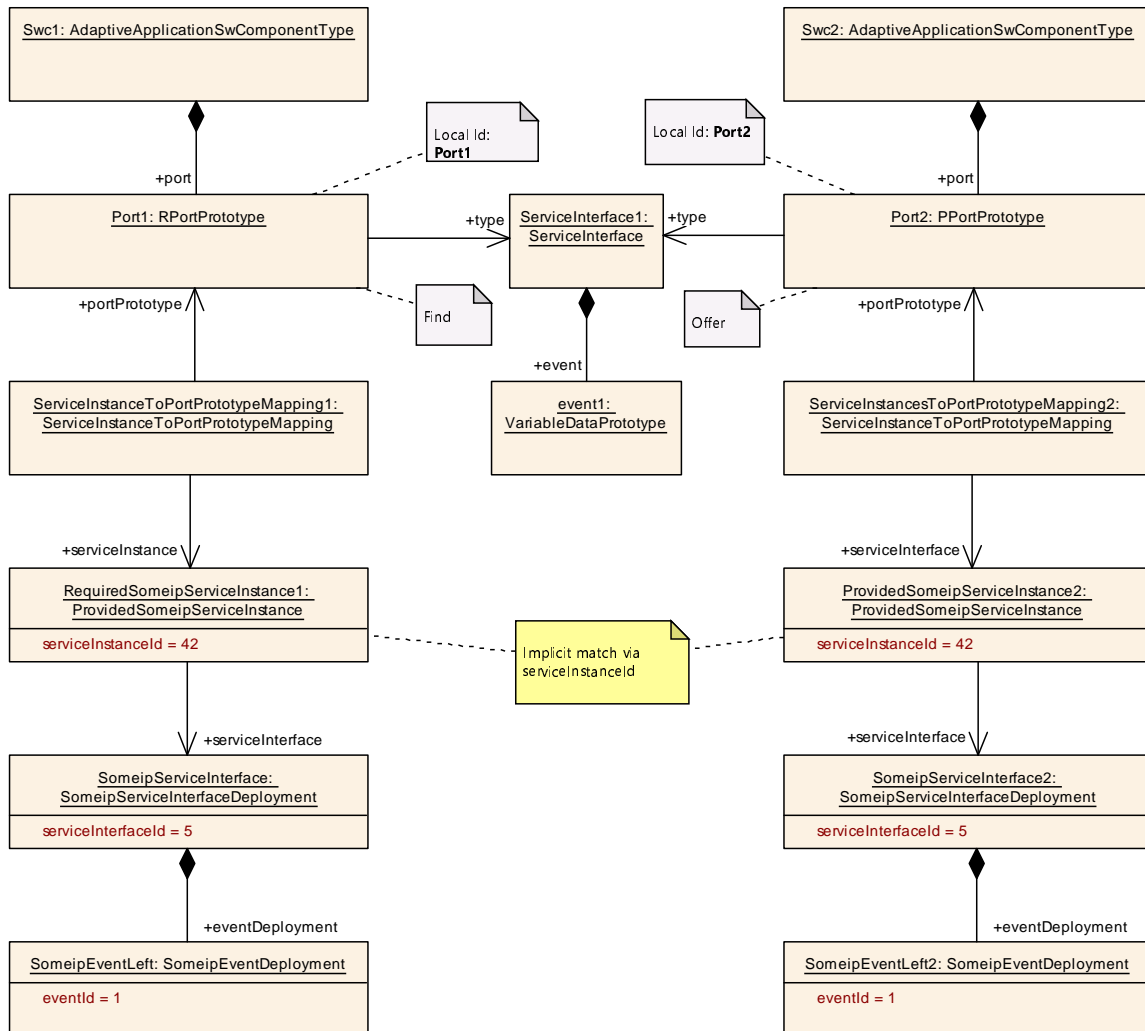 Swc1: AdaptiveApplicationSwComponentType
Swc2: AdaptiveApplicationSwComponentType
Local Id:
Port1
Local Id: Port2
+port
+port
Port1: RPortPrototype
+type
ServiceInterface1:
ServiceInterface
+type
Port2: PPortPrototype
+portPrototype
Find
Offer
+portPrototype
+event
ServiceInstanceToPortPrototypeMapping1:
ServiceInstanceToPortPrototypeMapping
event1:
VariableDataPrototype
ServiceInstancesToPortPrototypeMapping2:
ServiceInstanceToPortPrototypeMapping
+serviceInstance
+serviceInterface
RequiredSomeipServiceInstance1:
ProvidedSomeipServiceInstance
serviceInstanceId = 42
Implicit match via
serviceInstanceId
ProvidedSomeipServiceInstance2:
ProvidedSomeipServiceInstance
serviceInstanceId = 42
+serviceInterface
+serviceInterface
SomeipServiceInterface:
SomeipServiceInterfaceDeployment
serviceInterfaceId = 5
SomeipServiceInterface2:
SomeipServiceInterfaceDeployment
serviceInterfaceId = 5
+eventDeployment
+eventDeployment
SomeipEventLeft: SomeipEventDeployment
eventId = 1
SomeipEventLeft2: SomeipEventDeployment
eventId = 1